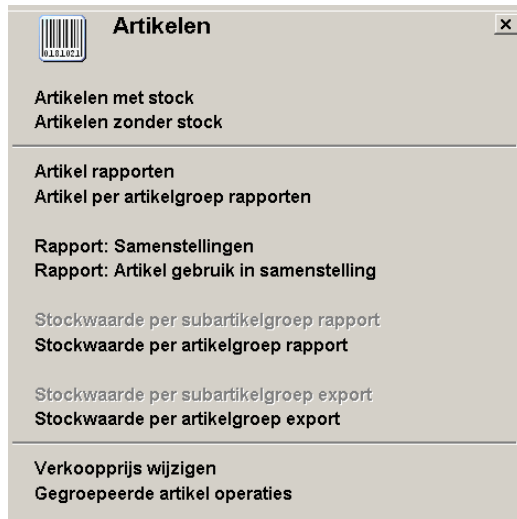 Artikelen
Artikelen met stock
Artikelen zonder stock
Artikel rapporten
Artikel per artikelgroep rapporten
Rapport: Samenstellingen
Rapport: Artikel gebruik in samenstelling
Stockwaarde per subartikelgroep rapport
Stockwaarde per artikelgroep rapport
Stockwaarde per subartikelgroep export
Stockwaarde per artikelgroep export
Verkoopprijs wijzigen
Gegroepeerde artikel operaties